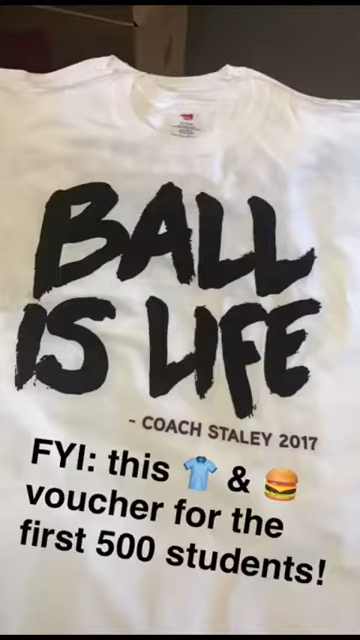 BALL
IS LIFE
- COACH STALEY 2017
FYI: this 👕 & 🍔
voucher for the
first 500 students!